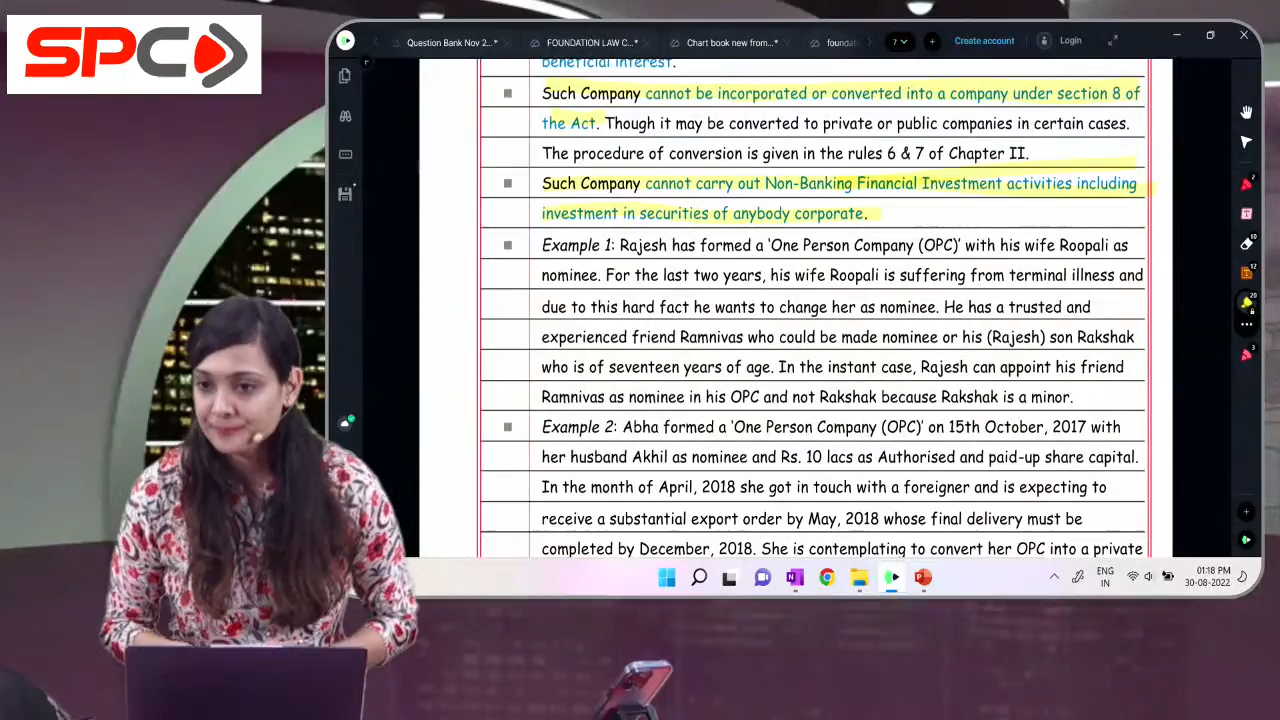 SPC
Question Bank Nov 2...*
FOUNDATION LAW C...*
Chart book new from...*
foundati
7
Create account
Login
beneficial interest.
Such Company cannot be incorporated or converted into a company under section 8 of
the Act. Though it may be converted to private or public companies in certain cases.
The procedure of conversion is given in the rules 6 & 7 of Chapter II.
Such Company cannot carry out Non-Banking Financial Investment activities including
investment in securities of anybody corporate.
Example 1: Rajesh has formed a ‘One Person Company (OPC)’ with his wife Roopali as
nominee. For the last two years, his wife Roopali is suffering from terminal illness and
due to this hard fact he wants to change her as nominee. He has a trusted and
experienced friend Ramnivas who could be made nominee or his (Rajesh) son Rakshak
who is of seventeen years of age. In the instant case, Rajesh can appoint his friend
Ramnivas as nominee in his OPC and not Rakshak because Rakshak is a minor.
Example 2: Abha formed a ‘One Person Company (OPC)’ on 15th October, 2017 with
her husband Akhil as nominee and Rs. 10 lacs as Authorised and paid-up share capital.
In the month of April, 2018 she got in touch with a foreigner and is expecting to
receive a substantial export order by May, 2018 whose final delivery must be
completed by December, 2018. She is contemplating to convert her OPC into a private
ENG
IN
01:18 PM
30-08-2022